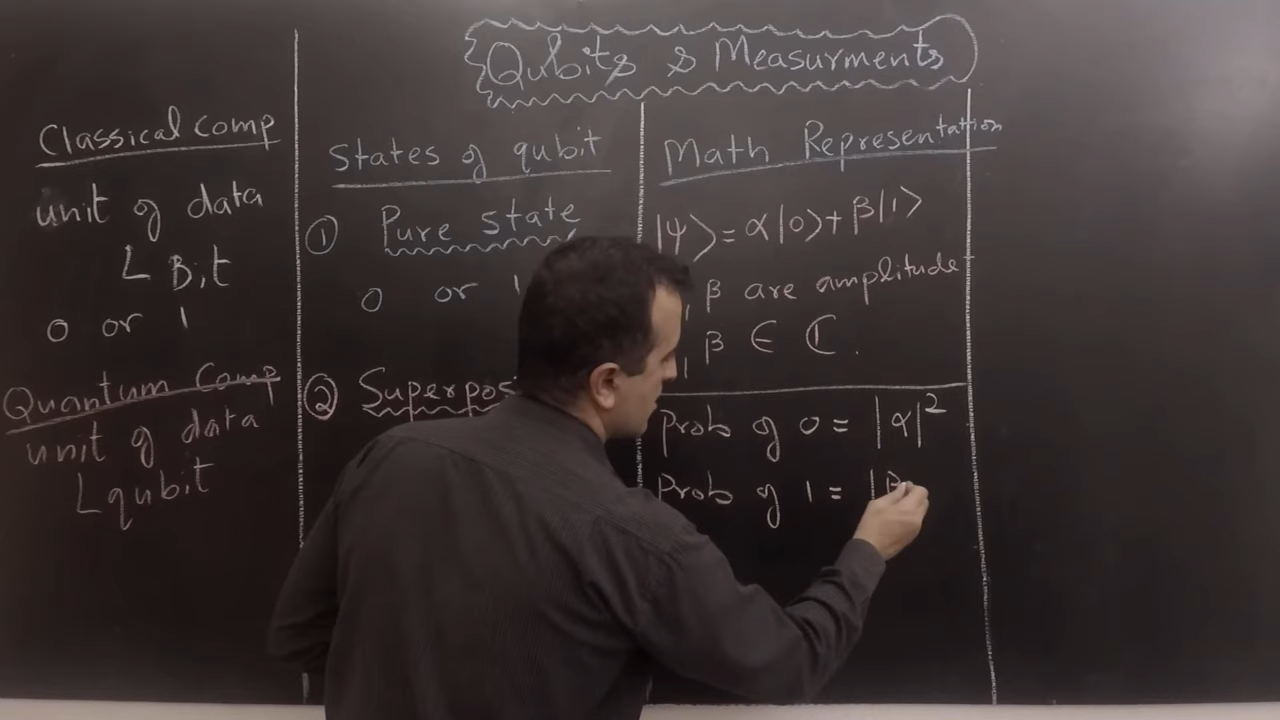 Qubits & Measurments
Classical Comp
unit of data
Bit
0 or 1
Quantum Comp
unit of data
qubit
States of qubit
① Pure state
0 or 1
② Superpos
Math Representation
|ψ⟩=α|0⟩+β|1⟩
, β are amplitude
, β ∈ ℂ.
Prob of 0 = |α|²
Prob of 1 = |β